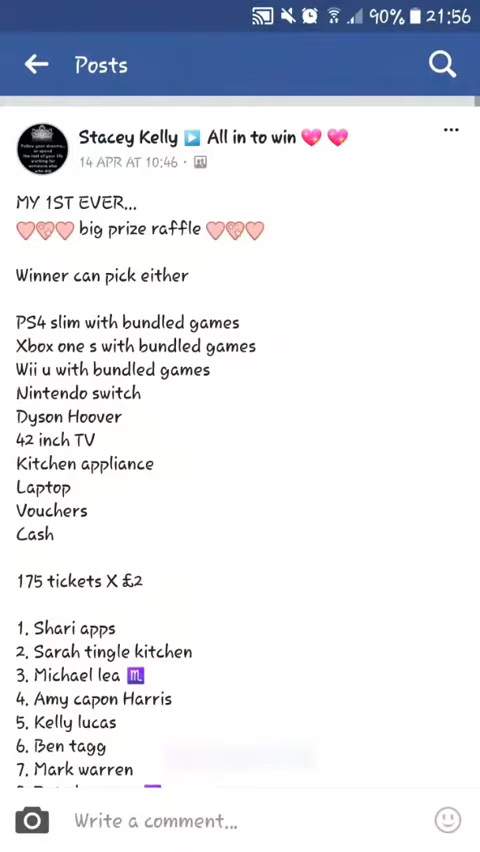 90% 21:56
Posts
Stacey Kelly ▶ All in to win 💖 💖
14 APR AT 10:46 •
MY 1ST EVER...
big prize raffle
Winner can pick either
PS4 slim with bundled games
Xbox one s with bundled games
Wii u with bundled games
Nintendo switch
Dyson Hoover
42 inch TV
Kitchen appliance
Laptop
Vouchers
Cash
175 tickets X £2
1. Shari apps
2. Sarah tingle kitchen
3. Michael lea ♏
4. Amy capon Harris
5. Kelly lucas
6. Ben tagg
7. Mark warren
Write a comment...